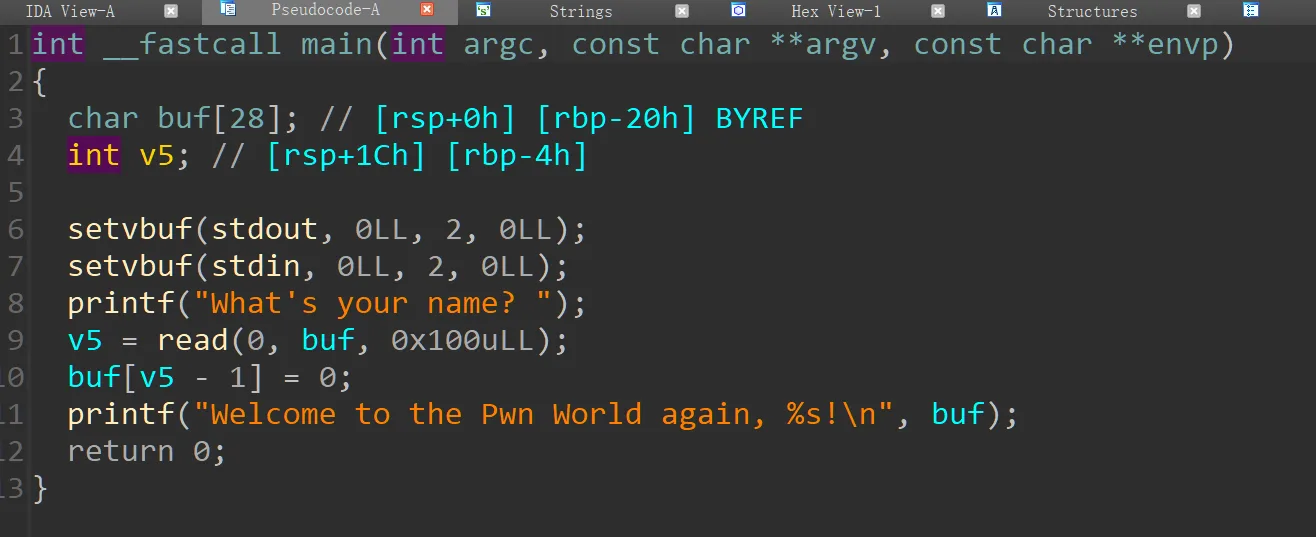 IDA View-A Pseudocode-A Strings Hex View-1 Structures
1 int __fastcall main(int argc, const char **argv, const char **envp)
2 {
3   char buf[28]; // [rsp+0h] [rbp-20h] BYREF
4   int v5; // [rsp+1Ch] [rbp-4h]
5
6   setvbuf(stdout, 0LL, 2, 0LL);
7   setvbuf(stdin, 0LL, 2, 0LL);
8   printf("What's your name? ");
9   v5 = read(0, buf, 0x100uLL);
10   buf[v5 - 1] = 0;
11   printf("Welcome to the Pwn World again, %s!\n", buf);
12   return 0;
13 }